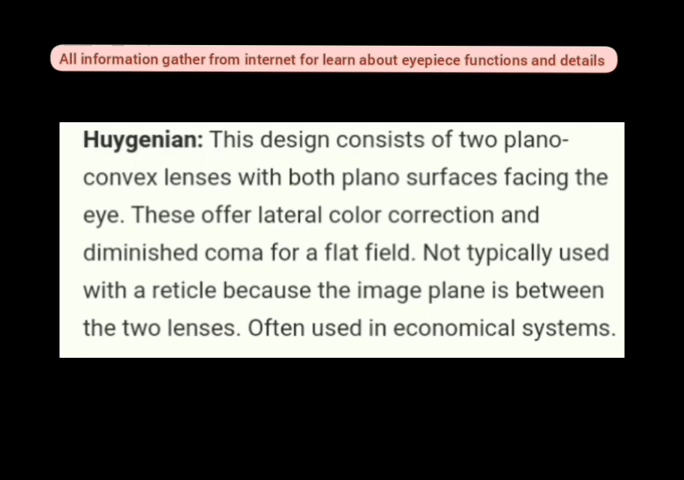 All information gather from internet for learn about eyepiece functions and details
Huygenian: This design consists of two plano-
convex lenses with both plano surfaces facing the
eye. These offer lateral color correction and
diminished coma for a flat field. Not typically used
with a reticle because the image plane is between
the two lenses. Often used in economical systems.